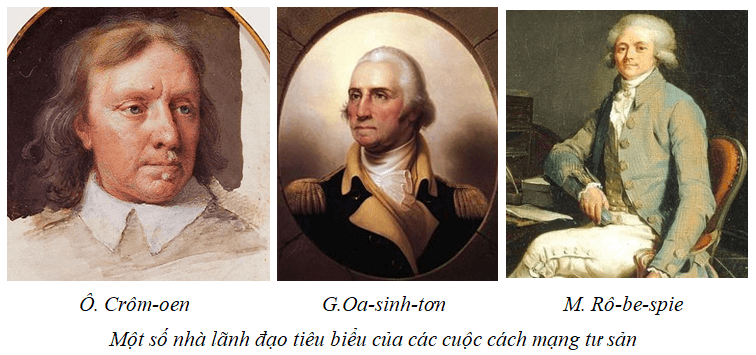 Ô. Crôm-oen
G.Oa-sinh-tơn
M. Rô-be-spie
Một số nhà lãnh đạo tiêu biểu của các cuộc cách mạng tư sản